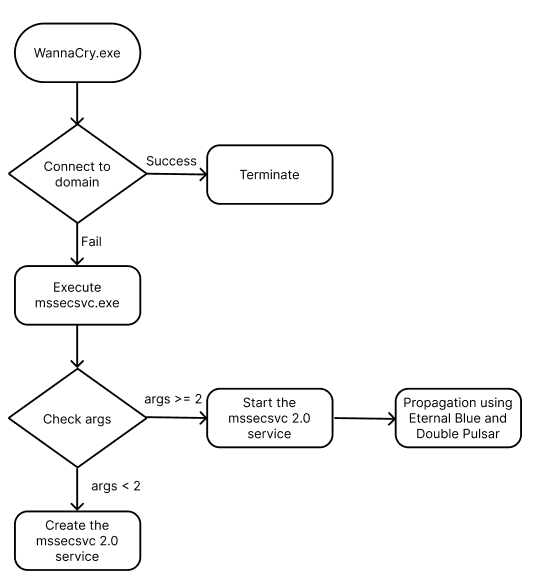 WannaCry.exe
Connect to
domain
Success
Terminate
Fail
Execute
mssecsvc.exe
Check args
args >= 2
Start the
mssecsvc 2.0
service
Propagation using
Eternal Blue and
Double Pulsar
args < 2
Create the
mssecsvc 2.0
service